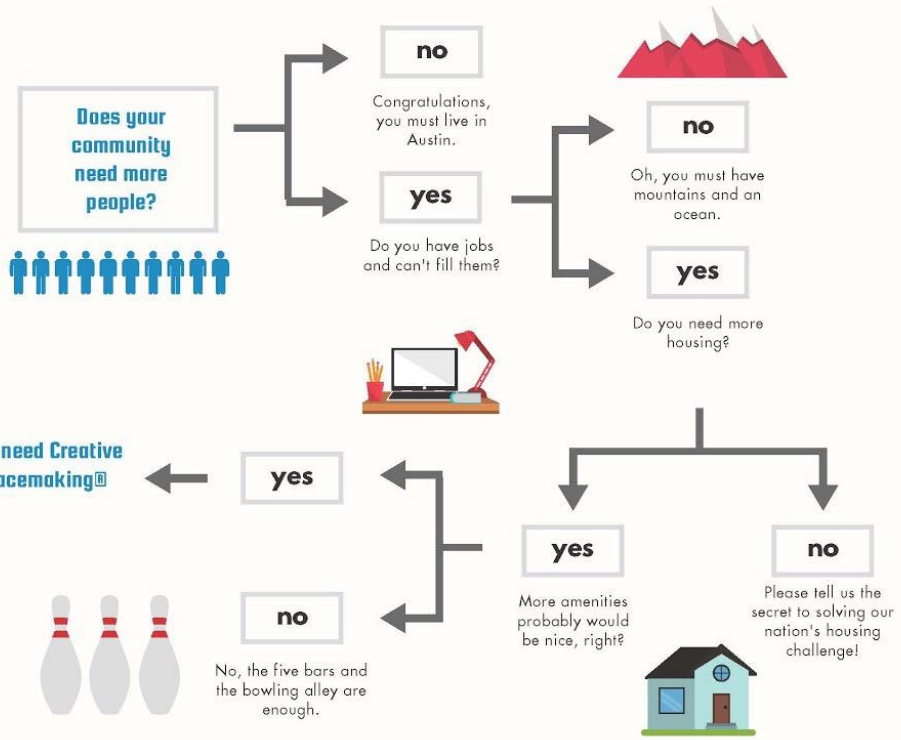 Does your
community
need more
people?
no
Congratulations,
you must live in
Austin.
yes
Do you have jobs
and can't fill them?
no
Oh, you must have
mountains and an
ocean.
yes
Do you need more
housing?
yes
More amenities
probably would
be nice, right?
no
Please tell us the
secret to solving our
nation's housing
challenge!
yes
need Creative
acemaking®
no
No, the five bars and
the bowling alley are
enough.